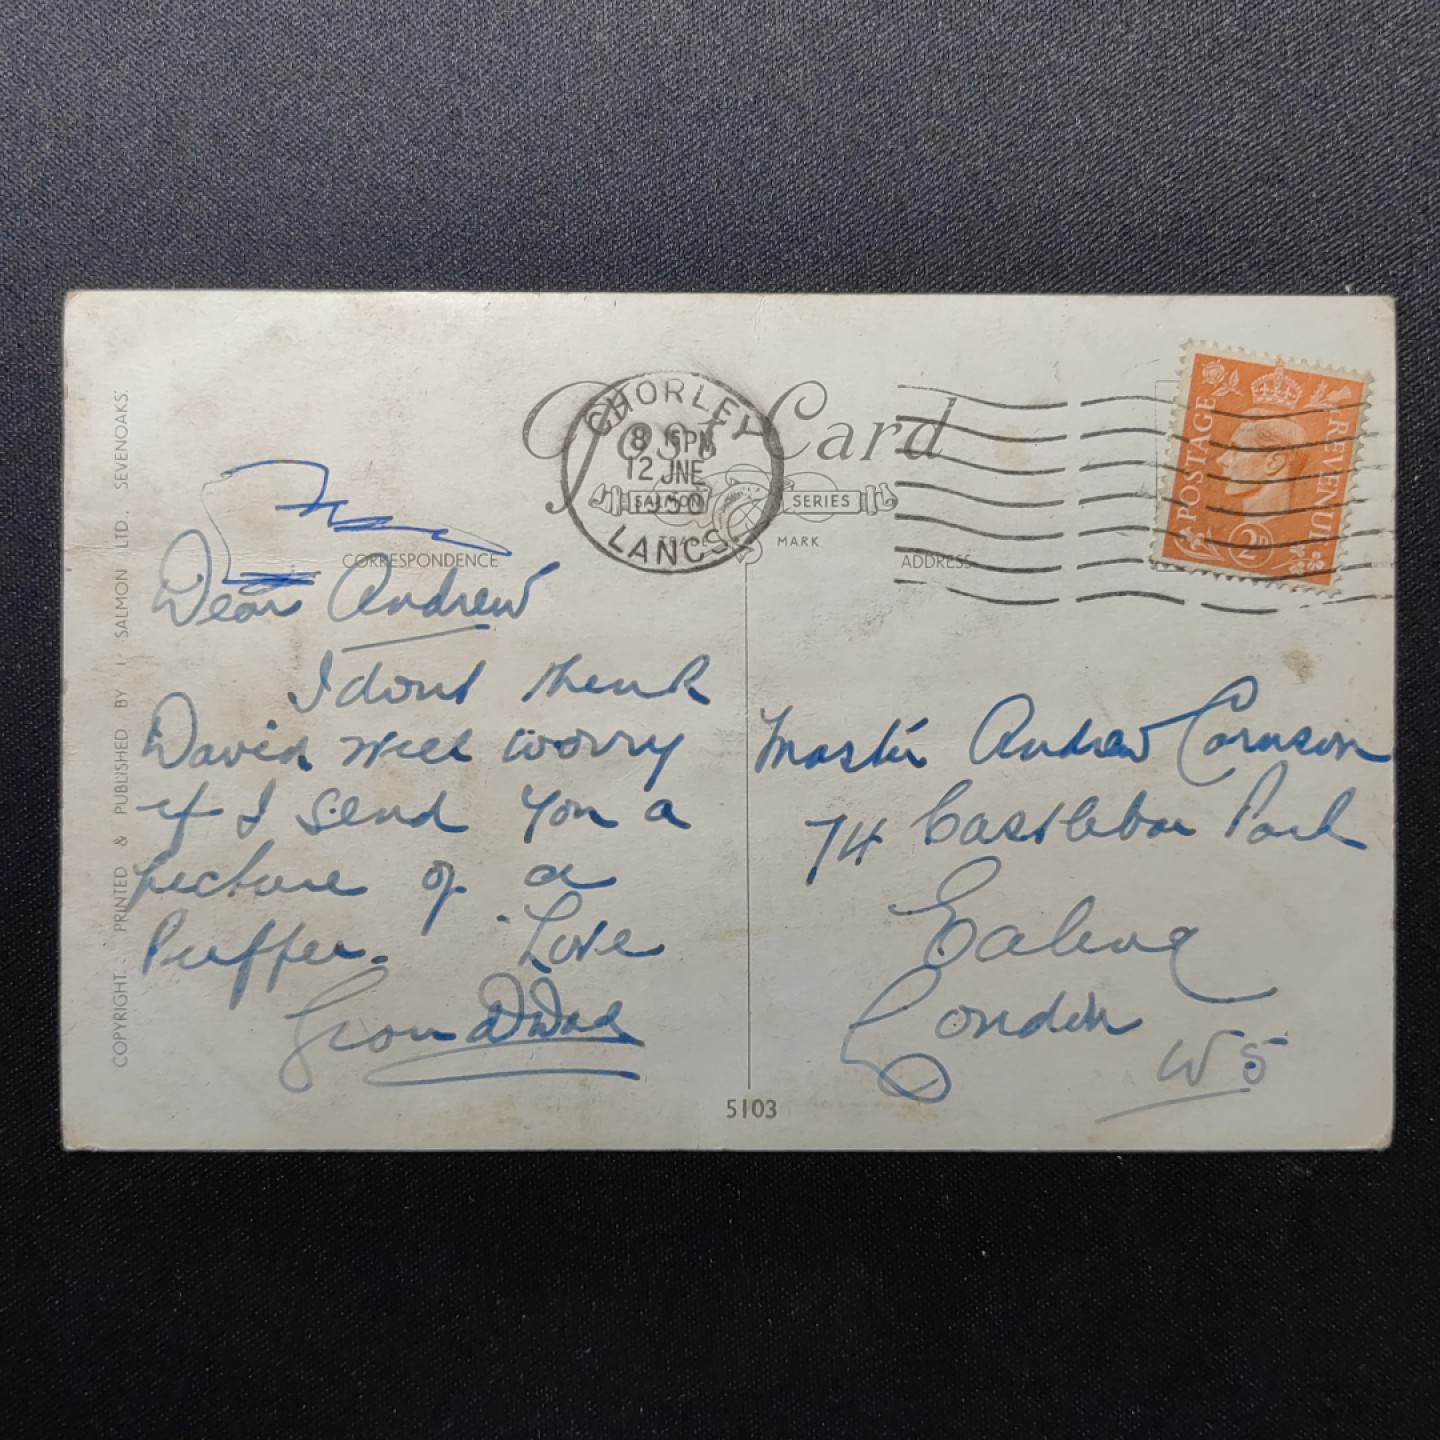 COPYRIGHT. PRINTED & PUBLISHED BY J. SALMON LTD., SEVENOAKS.
Post Card
CHORLEY
8 15PM
12 JNE
1950
LANCS.
SALMON SERIES
TRADE MARK
POSTAGE REVENUE
2D
CORRESPONDENCE
ADDRESS
Dear Andrew
I dont think
David will worry
if I send you a
picture of a
Puffer. Love
Grandad
Master Andrew
74 Castlebar Park
Ealing
London
W5
5103